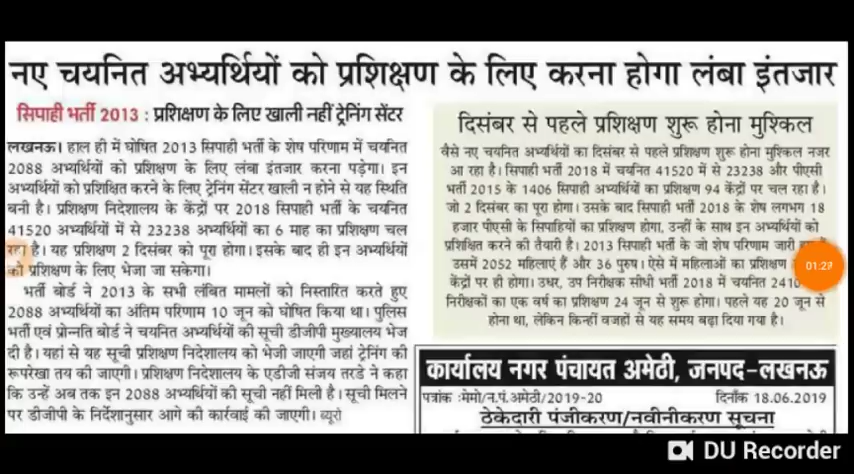 नए चयनित अभ्यर्थियों को प्रशिक्षण के लिए करना होगा लंबा इंतजार
सिपाही भर्ती 2013 : प्रशिक्षण के लिए खाली नहीं ट्रेनिंग सेंटर
लखनऊ। हाल ही में घोषित 2013 सिपाही भर्ती के शेष परिणाम में चयनित
2088 अभ्यर्थियों को प्रशिक्षण के लिए लंबा इंतजार करना पड़ेगा। इन
अभ्यर्थियों को प्रशिक्षित करने के लिए ट्रेनिंग सेंटर खाली न होने से यह स्थिति
बनी है। प्रशिक्षण निदेशालय के केंद्रों पर 2018 सिपाही भर्ती के चयनित
41520 अभ्यर्थियों में से 23238 अभ्यर्थियों का 6 माह का प्रशिक्षण चल
रहा है। यह प्रशिक्षण 2 दिसंबर को पूरा होगा। इसके बाद ही इन अभ्यर्थियों
को प्रशिक्षण के लिए भेजा जा सकेगा।
भर्ती बोर्ड ने 2013 के सभी लंबित मामलों को निस्तारित करते हुए
2088 अभ्यर्थियों का अंतिम परिणाम 10 जून को घोषित किया था। पुलिस
भर्ती एवं प्रोन्नति बोर्ड ने चयनित अभ्यर्थियों की सूची डीजीपी मुख्यालय भेज
दी है। यहां से यह सूची प्रशिक्षण निदेशालय को भेजी जाएगी जहां ट्रेनिंग की
रूपरेखा तय की जाएगी। प्रशिक्षण निदेशालय के एडीजी संजय तरडे ने कहा
कि उन्हें अब तक इन 2088 अभ्यर्थियों की सूची नहीं मिली है। सूची मिलने
पर डीजीपी के निर्देशानुसार आगे की कार्रवाई की जाएगी। ब्यूरो
दिसंबर से पहले प्रशिक्षण शुरू होना मुश्किल
वैसे नए चयनित अभ्यर्थियों का दिसंबर से पहले प्रशिक्षण शुरू होना मुश्किल नजर
आ रहा है। सिपाही भर्ती 2018 में चयनित 41520 में से 23238 और पीएसी
भर्ती 2015 के 1406 सिपाही अभ्यर्थियों का प्रशिक्षण 94 केंद्रों पर चल रहा है।
जो 2 दिसंबर का पूरा होगा। उसके बाद सिपाही भर्ती 2018 के शेष लगभग 18
हजार पीएसी के सिपाहियों का प्रशिक्षण होगा, उन्हीं के साथ इन अभ्यर्थियों को
प्रशिक्षित करने की तैयारी है। 2013 सिपाही भर्ती के जो शेष परिणाम जारी
उसमें 2052 महिलाएं हैं और 36 पुरुष। ऐसे में महिलाओं का प्रशिक्षण
केंद्रों पर ही होगा। उधर, उप निरीक्षक सीधी भर्ती 2018 में चयनित 2410
निरीक्षकों का एक वर्ष का प्रशिक्षण 24 जून से शुरू होगा। पहले यह 20 जून से
होना था, लेकिन किन्हीं वजहों से यह समय बढ़ा दिया गया है।
01:29
कार्यालय नगर पंचायत अमेठी, जनपद-लखनऊ
पत्रांक :मेमो/न.पं.अमेठी/2019-20 दिनाँक 18.06.2019
ठेकेदारी पंजीकरण/नवीनीकरण सूचना
DU Recorder